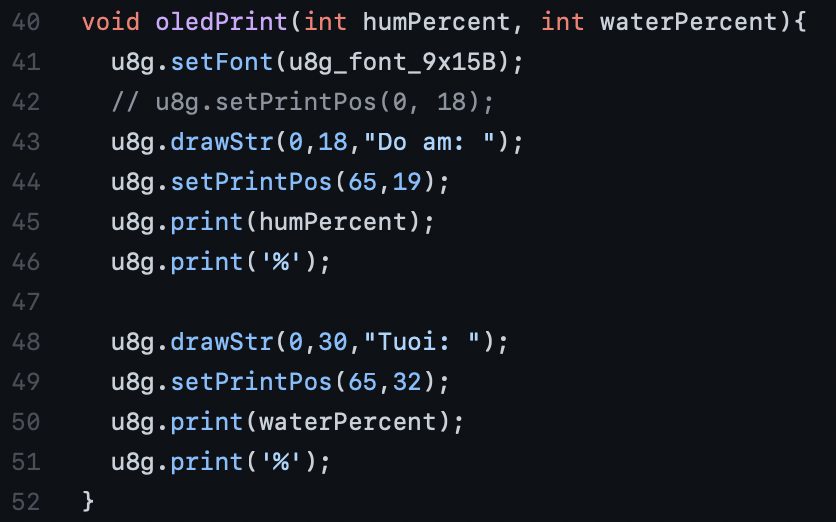 40 void oledPrint(int humPercent, int waterPercent){
41 u8g.setFont(u8g_font_9x15B);
42 // u8g.setPrintPos(0, 18);
43 u8g.drawStr(0,18,"Do am: ");
44 u8g.setPrintPos(65,19);
45 u8g.print(humPercent);
46 u8g.print('%');
47
48 u8g.drawStr(0,30,"Tuoi: ");
49 u8g.setPrintPos(65,32);
50 u8g.print(waterPercent);
51 u8g.print('%');
52 }